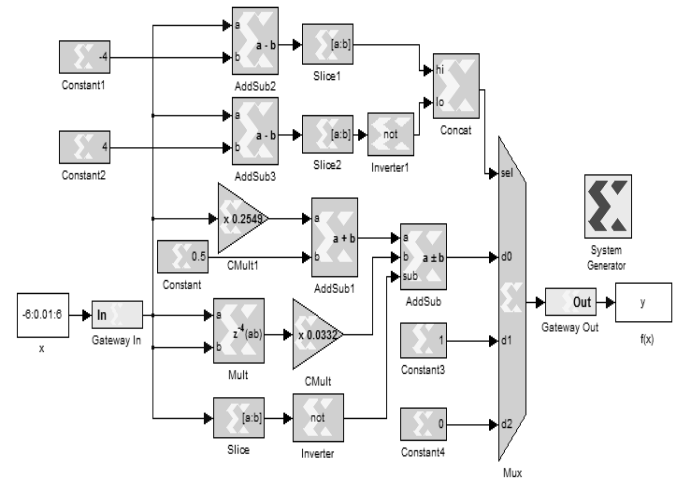 -4
Constant1
a
b
a - b
AddSub2
[a:b]
Slice1
hi
lo
Concat
4
Constant2
a
b
a - b
AddSub3
[a:b]
Slice2
not
Inverter1
sel
x 0.2549
CMult1
0.5
Constant
a
b
a + b
AddSub1
a
b
sub
a ± b
AddSub
d0
System
Generator
-6:0.01:6
x
In
Gateway In
a
b
z-4(ab)
Mult
x 0.0332
CMult
1
Constant3
d1
Out
Gateway Out
y
f(x)
[a:b]
Slice
not
Inverter
0
Constant4
d2
Mux